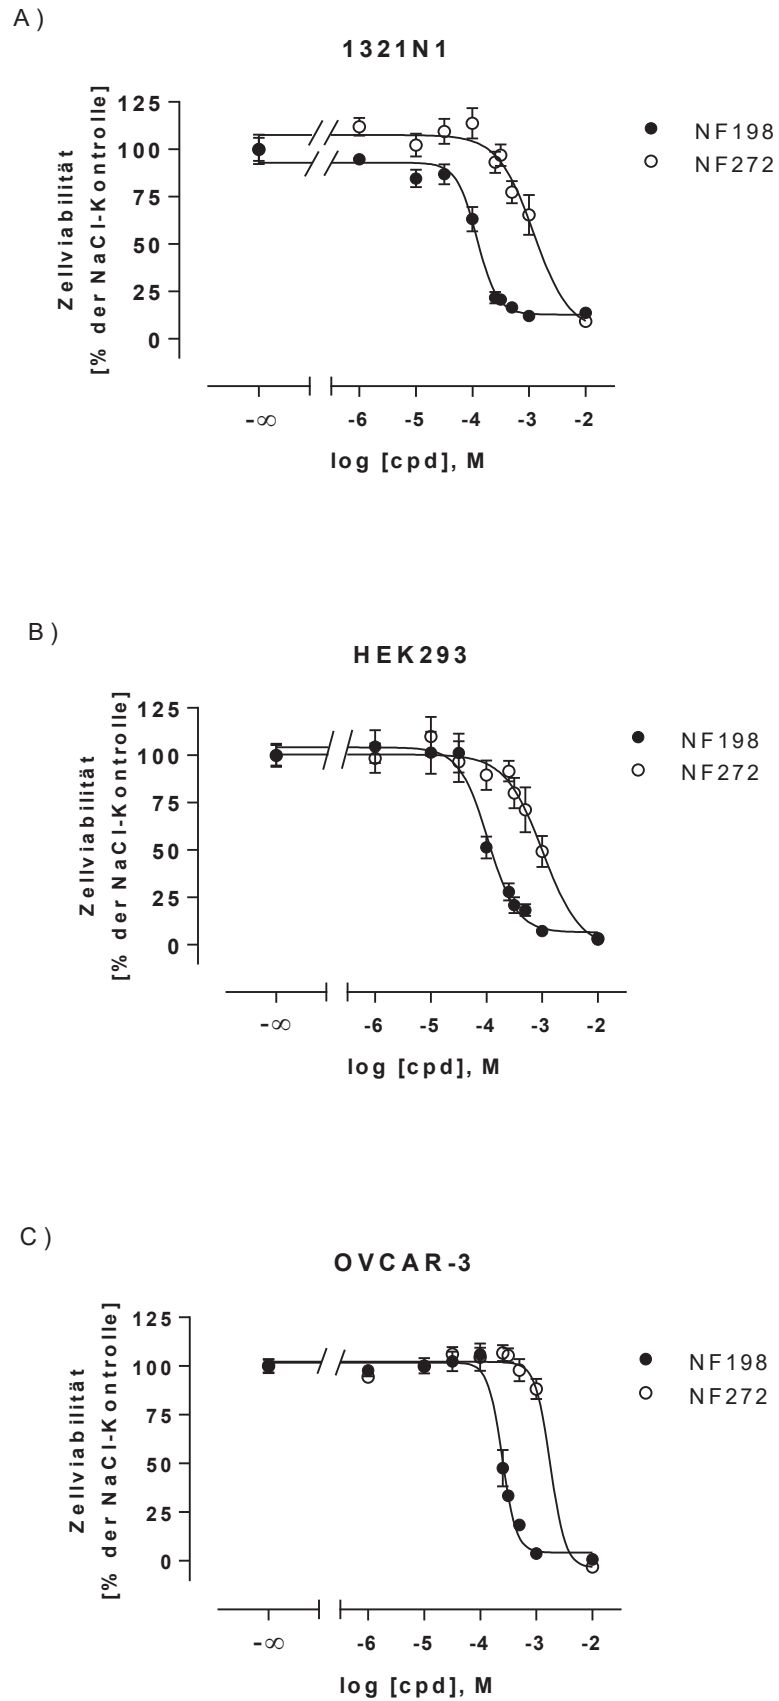 A)
1321N1
Zellviabilität
[% der NaCl-Kontrolle]
125
100
75
50
25
0
NF198
NF272
-∞ -6 -5 -4 -3 -2
log [cpd], M
B)
HEK293
Zellviabilität
[% der NaCl-Kontrolle]
125
100
75
50
25
0
NF198
NF272
-∞ -6 -5 -4 -3 -2
log [cpd], M
C)
OVCAR-3
Zellviabilität
[% der NaCl-Kontrolle]
125
100
75
50
25
0
NF198
NF272
-∞ -6 -5 -4 -3 -2
log [cpd], M